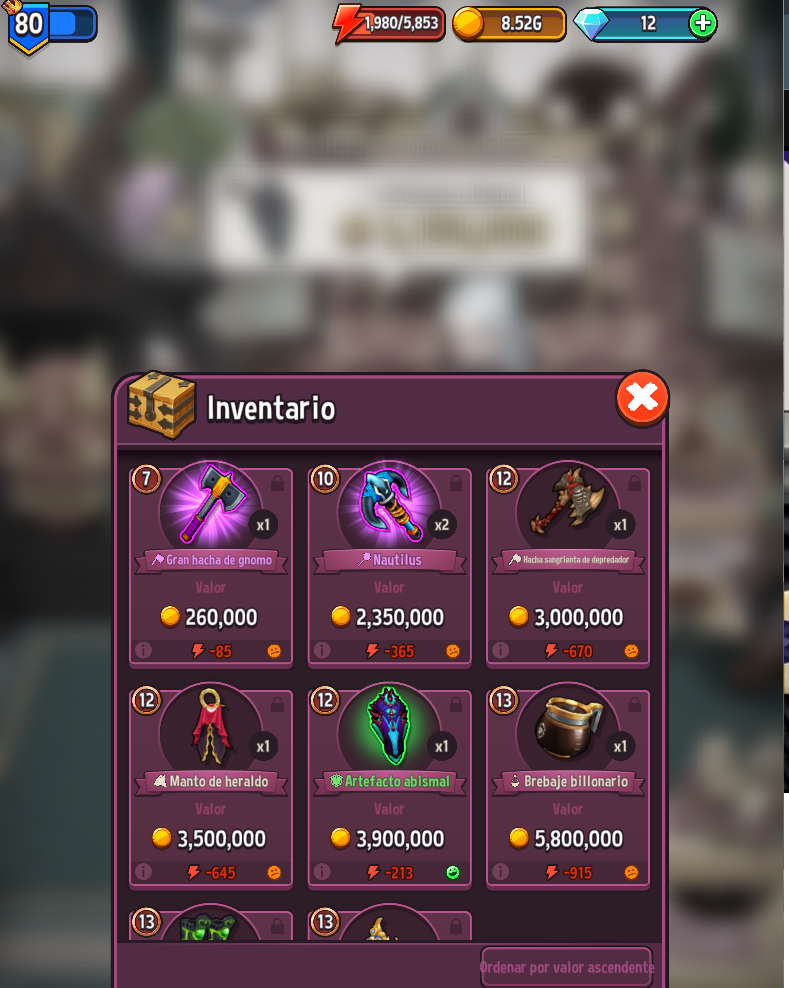 80
1,980/5,853
8.52G
12
Inventario
7
x1
Gran hacha de gnomo
Valor
260,000
-85
10
x2
Nautilus
Valor
2,350,000
-365
12
x1
Hacha sangrienta de depredador
Valor
3,000,000
-670
12
x1
Manto de heraldo
Valor
3,500,000
-645
12
x1
Artefacto abismal
Valor
3,900,000
-213
13
x1
Brebaje billonario
Valor
5,800,000
-915
13
13
Ordenar por valor ascendente